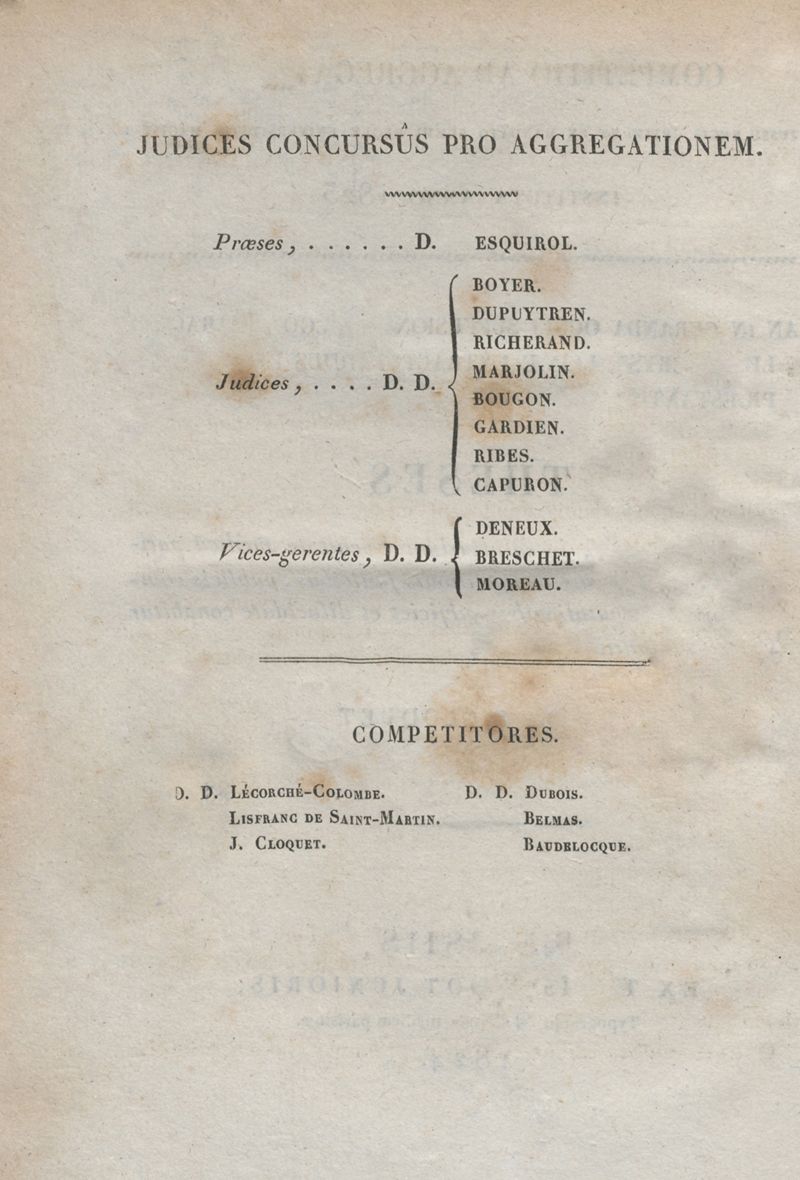 JUDICES CONCURSÛS PRO AGGREGATIONEM.
Præses, . . . . . . D. ESQUIROL.
Judices, . . . . D. D.
BOYER.
DUPUYTREN.
RICHERAND.
MARJOLIN.
BOUGON.
GARDIEN.
RIBES.
CAPURON.
Vices-gerentes, D. D.
DENEUX.
BRESCHET.
MOREAU.
COMPETITORES.
D. D. Lécorché-Colombe.
Lisfranc de Saint-Martin.
J. Cloquet.
D. D. Dubois.
Belmas.
Baudelocque.